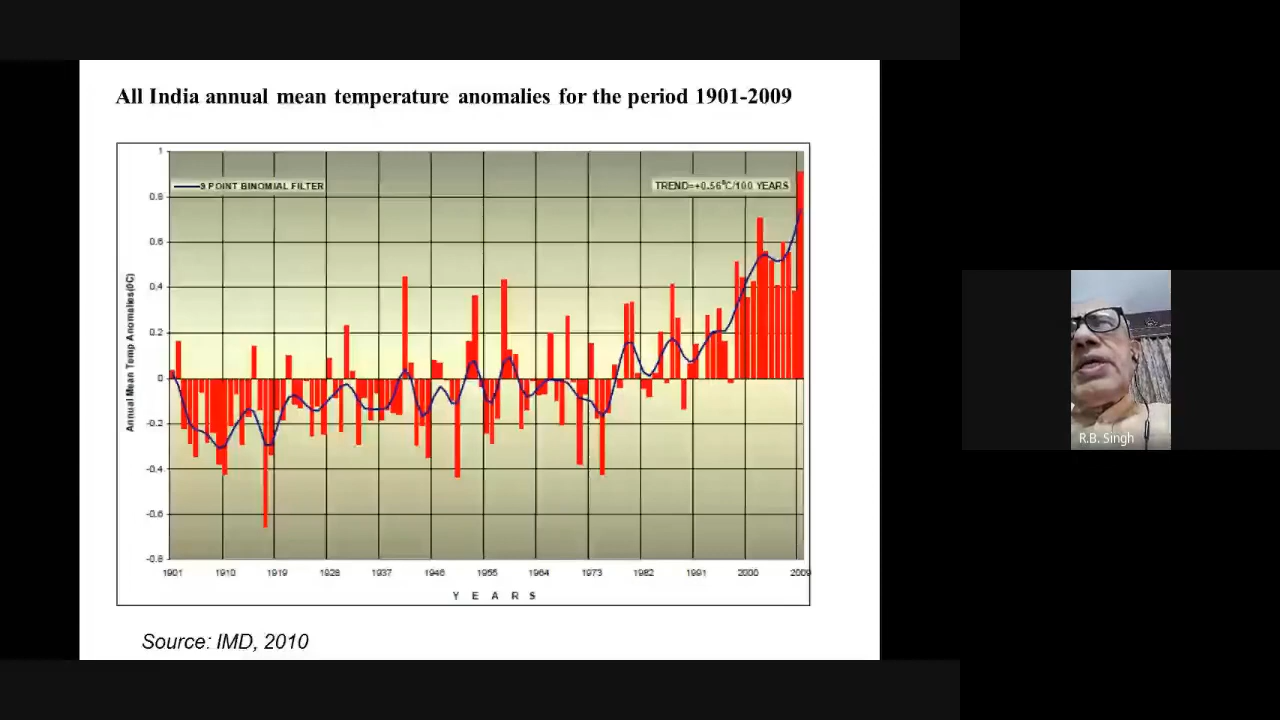 All India annual mean temperature anomalies for the period 1901-2009
1
9 POINT BINOMIAL FILTER
TREND=+0.56°C/100 YEARS
0.8
0.6
0.4
0.2
0
-0.2
-0.4
-0.6
-0.8
Annual Mean Temp Anomalies(0C)
1901 1910 1919 1928 1937 1946 1955 1964 1973 1982 1991 2000 2009
Y E A R S
Source: IMD, 2010
R.B. Singh